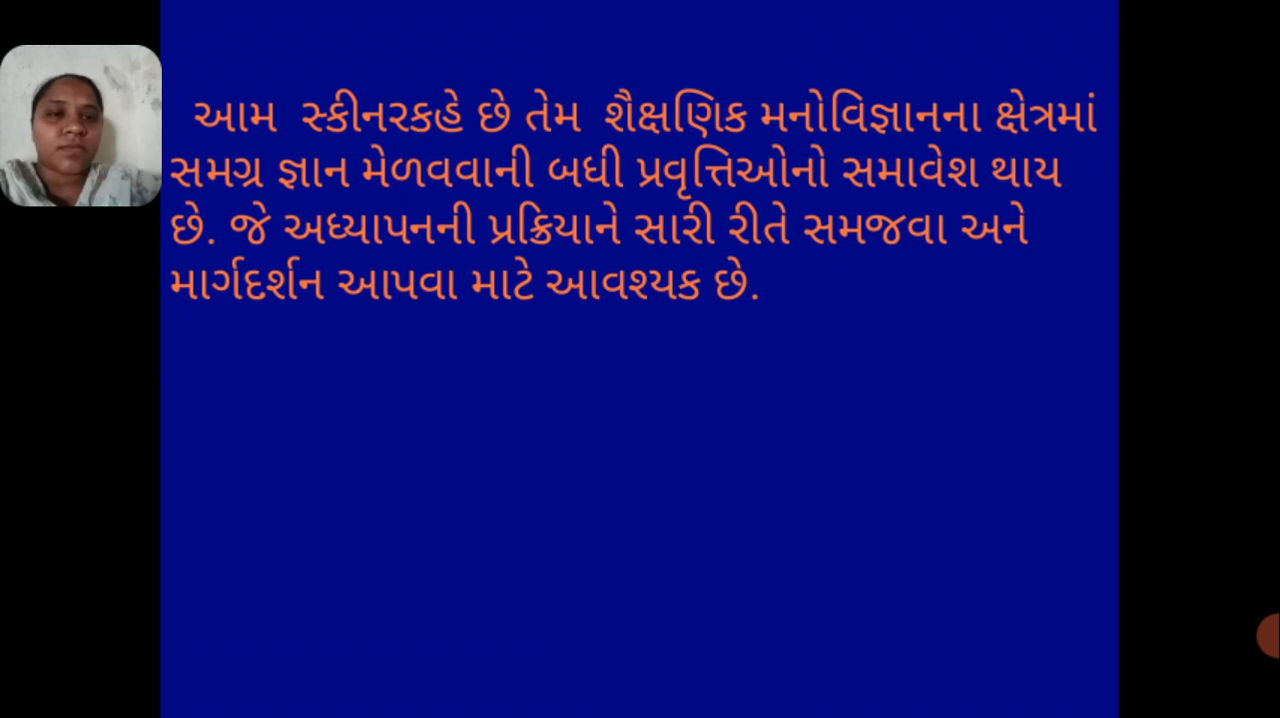 આમ સ્કીનરકહે છે તેમ શૈક્ષણિક મનોવિજ્ઞાનના ક્ષેત્રમાં
સમગ્ર જ્ઞાન મેળવવાની બધી પ્રવૃત્તિઓનો સમાવેશ થાય
છે. જે અધ્યાપનની પ્રક્રિયાને સારી રીતે સમજવા અને
માર્ગદર્શન આપવા માટે આવશ્યક છે.